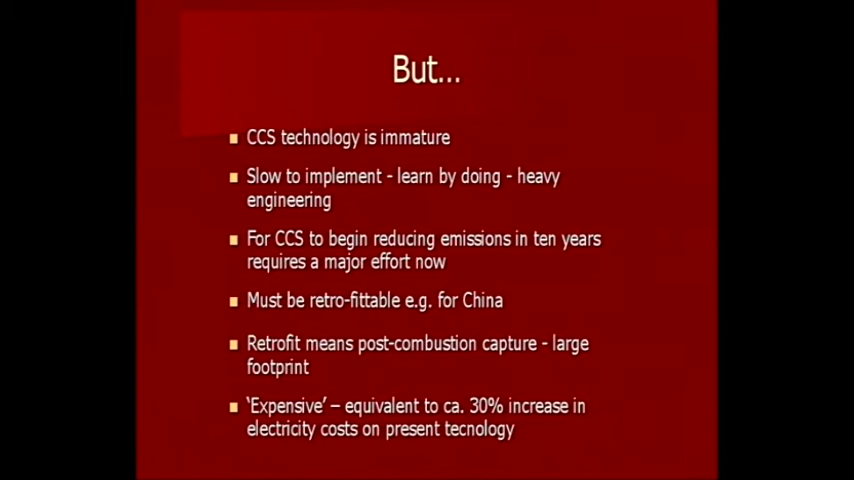 But...
CCS technology is immature
Slow to implement - learn by doing - heavy
engineering
For CCS to begin reducing emissions in ten years
requires a major effort now
Must be retro-fittable e.g. for China
Retrofit means post-combustion capture - large
footprint
‘Expensive’ – equivalent to ca. 30% increase in
electricity costs on present tecnology